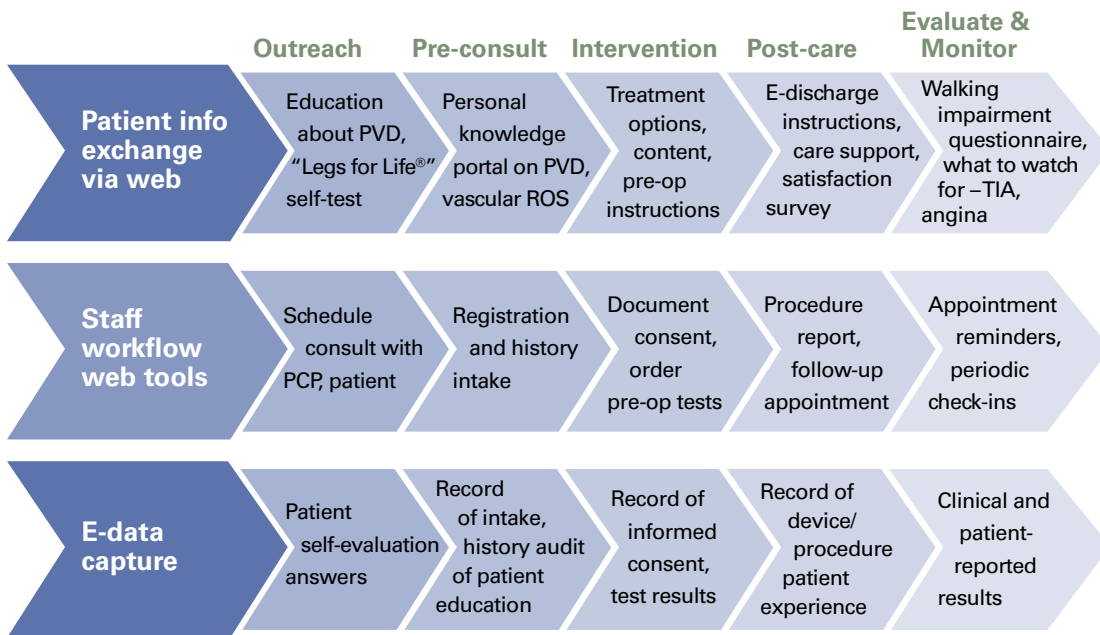 Outreach
Pre-consult
Intervention
Post-care
Evaluate &
Monitor
Patient info
exchange
via web
Education
about PVD,
“Legs for Life®”
self-test
Personal
knowledge
portal on PVD,
vascular ROS
Treatment
options,
content,
pre-op
instructions
E-discharge
instructions,
care support,
satisfaction
survey
Walking
impairment
questionnaire,
what to watch
for –TIA,
angina
Staff
workflow
web tools
Schedule
consult with
PCP, patient
Registration
and history
intake
Document
consent,
order
pre-op tests
Procedure
report,
follow-up
appointment
Appointment
reminders,
periodic
check-ins
E-data
capture
Patient
self-evaluation
answers
Record
of intake,
history audit
of patient
education
Record of
informed
consent,
test results
Record of
device/
procedure
patient
experience
Clinical and
patient-
reported
results